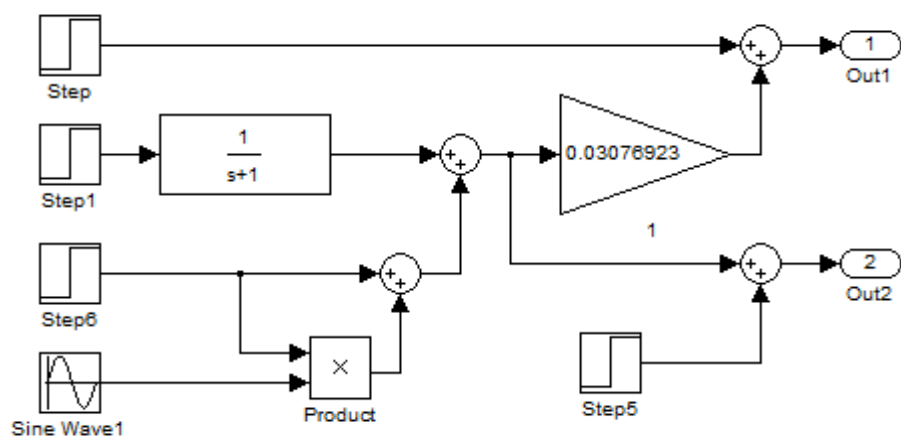 Step
1
Out1
1
s+1
Step1
0.03076923
1
Step6
2
Out2
×
Product
Step5
Sine Wave1